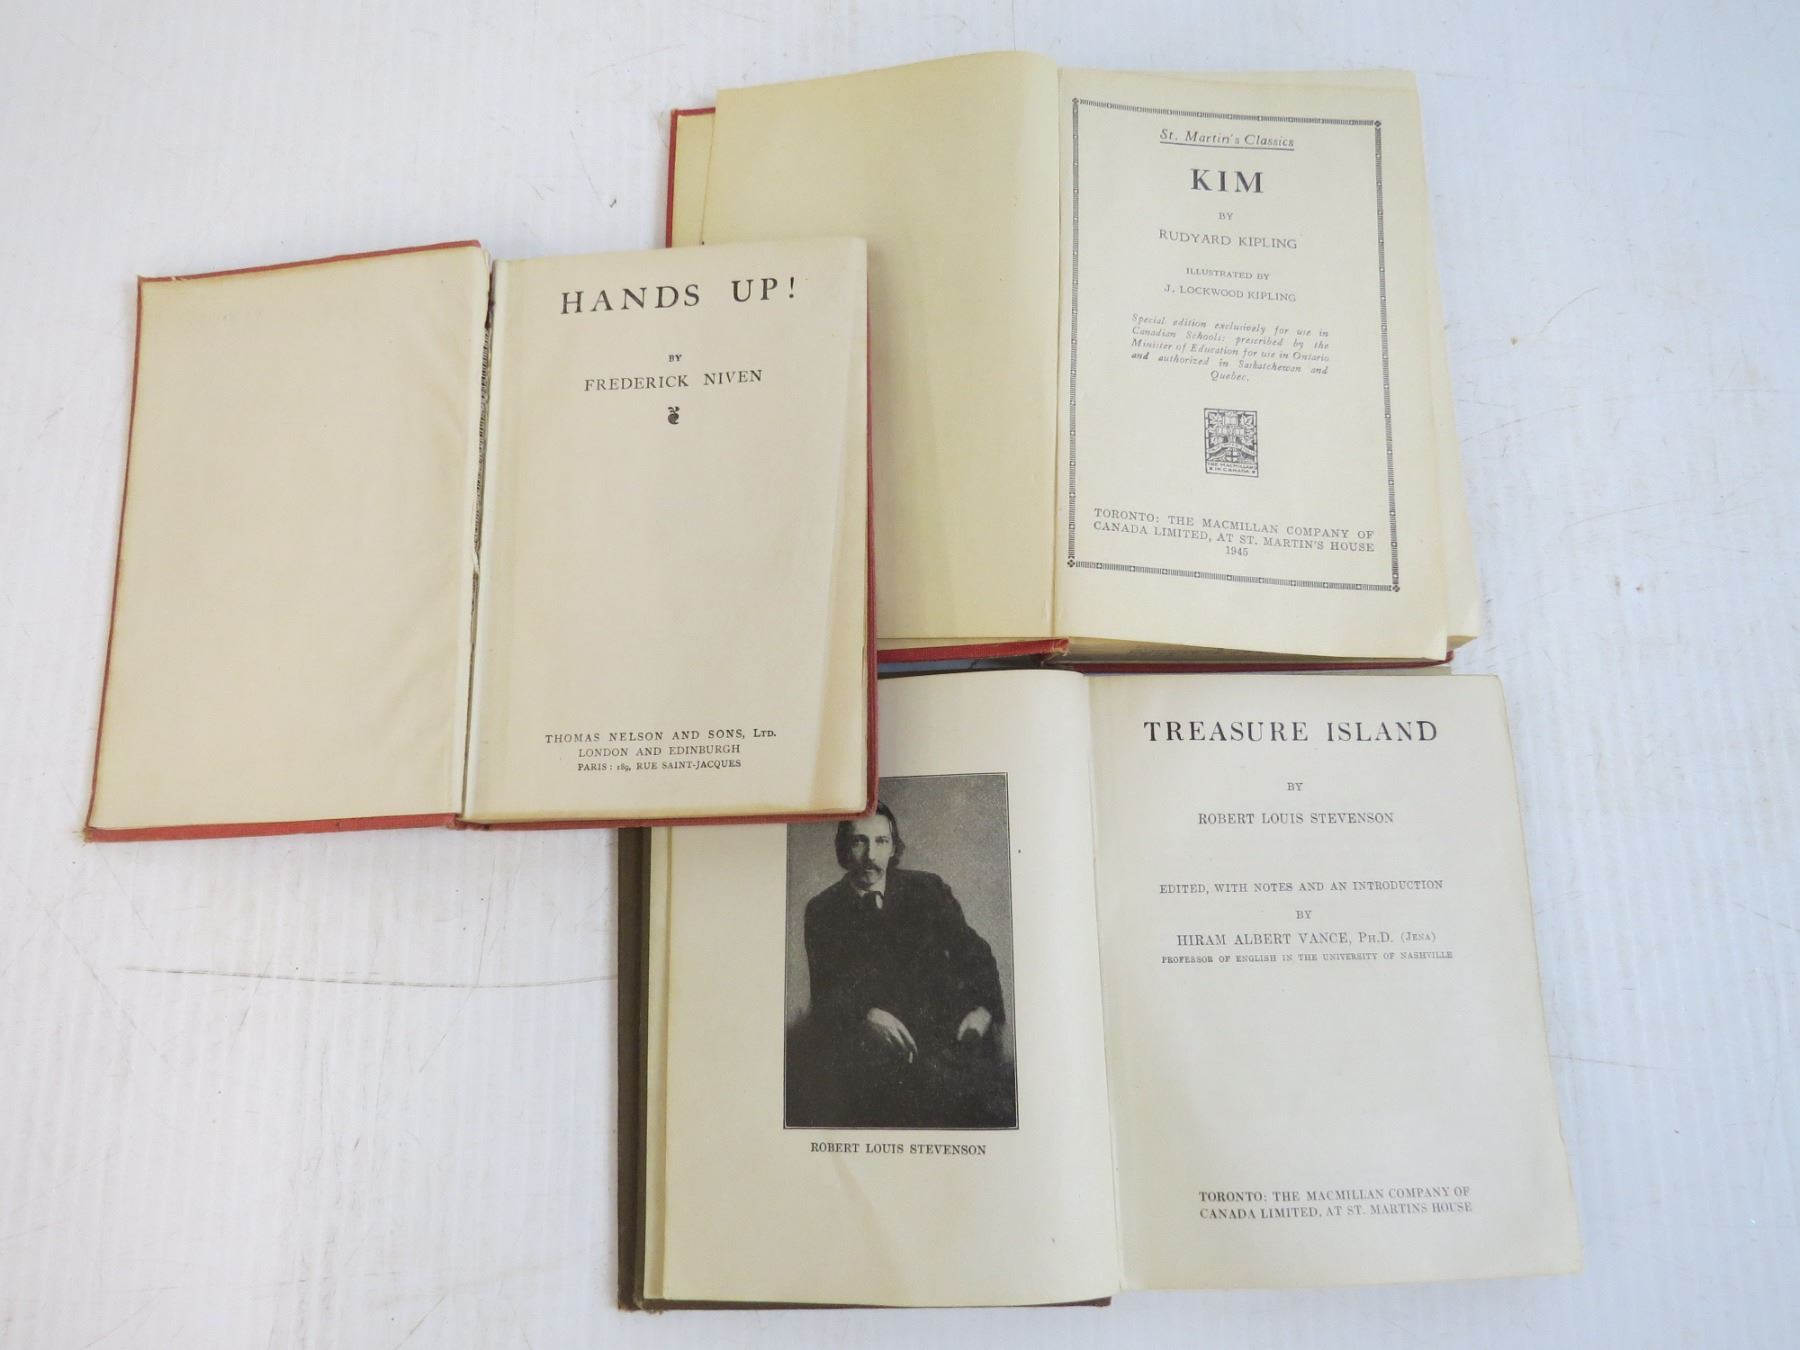 HANDS UP!
BY
FREDERICK NIVEN
THOMAS NELSON AND SONS, LTD.
LONDON AND EDINBURGH
PARIS: 189, RUE SAINT-JACQUES
St. Martin's Classics
KIM
BY
RUDYARD KIPLING
ILLUSTRATED BY
J. LOCKWOOD KIPLING
Special edition exclusively for use in
Canadian Schools: prescribed by the
Minister of Education for use in Ontario
and authorized in Saskatchewan and
Quebec.
THE MACMILLANS
IN CANADA
TORONTO: THE MACMILLAN COMPANY OF
CANADA LIMITED, AT ST. MARTIN'S HOUSE
1945
ROBERT LOUIS STEVENSON
TREASURE ISLAND
BY
ROBERT LOUIS STEVENSON
EDITED, WITH NOTES AND AN INTRODUCTION
BY
HIRAM ALBERT VANCE, PH.D. (JENA)
PROFESSOR OF ENGLISH IN THE UNIVERSITY OF NASHVILLE
TORONTO: THE MACMILLAN COMPANY OF
CANADA LIMITED, AT ST. MARTINS HOUSE